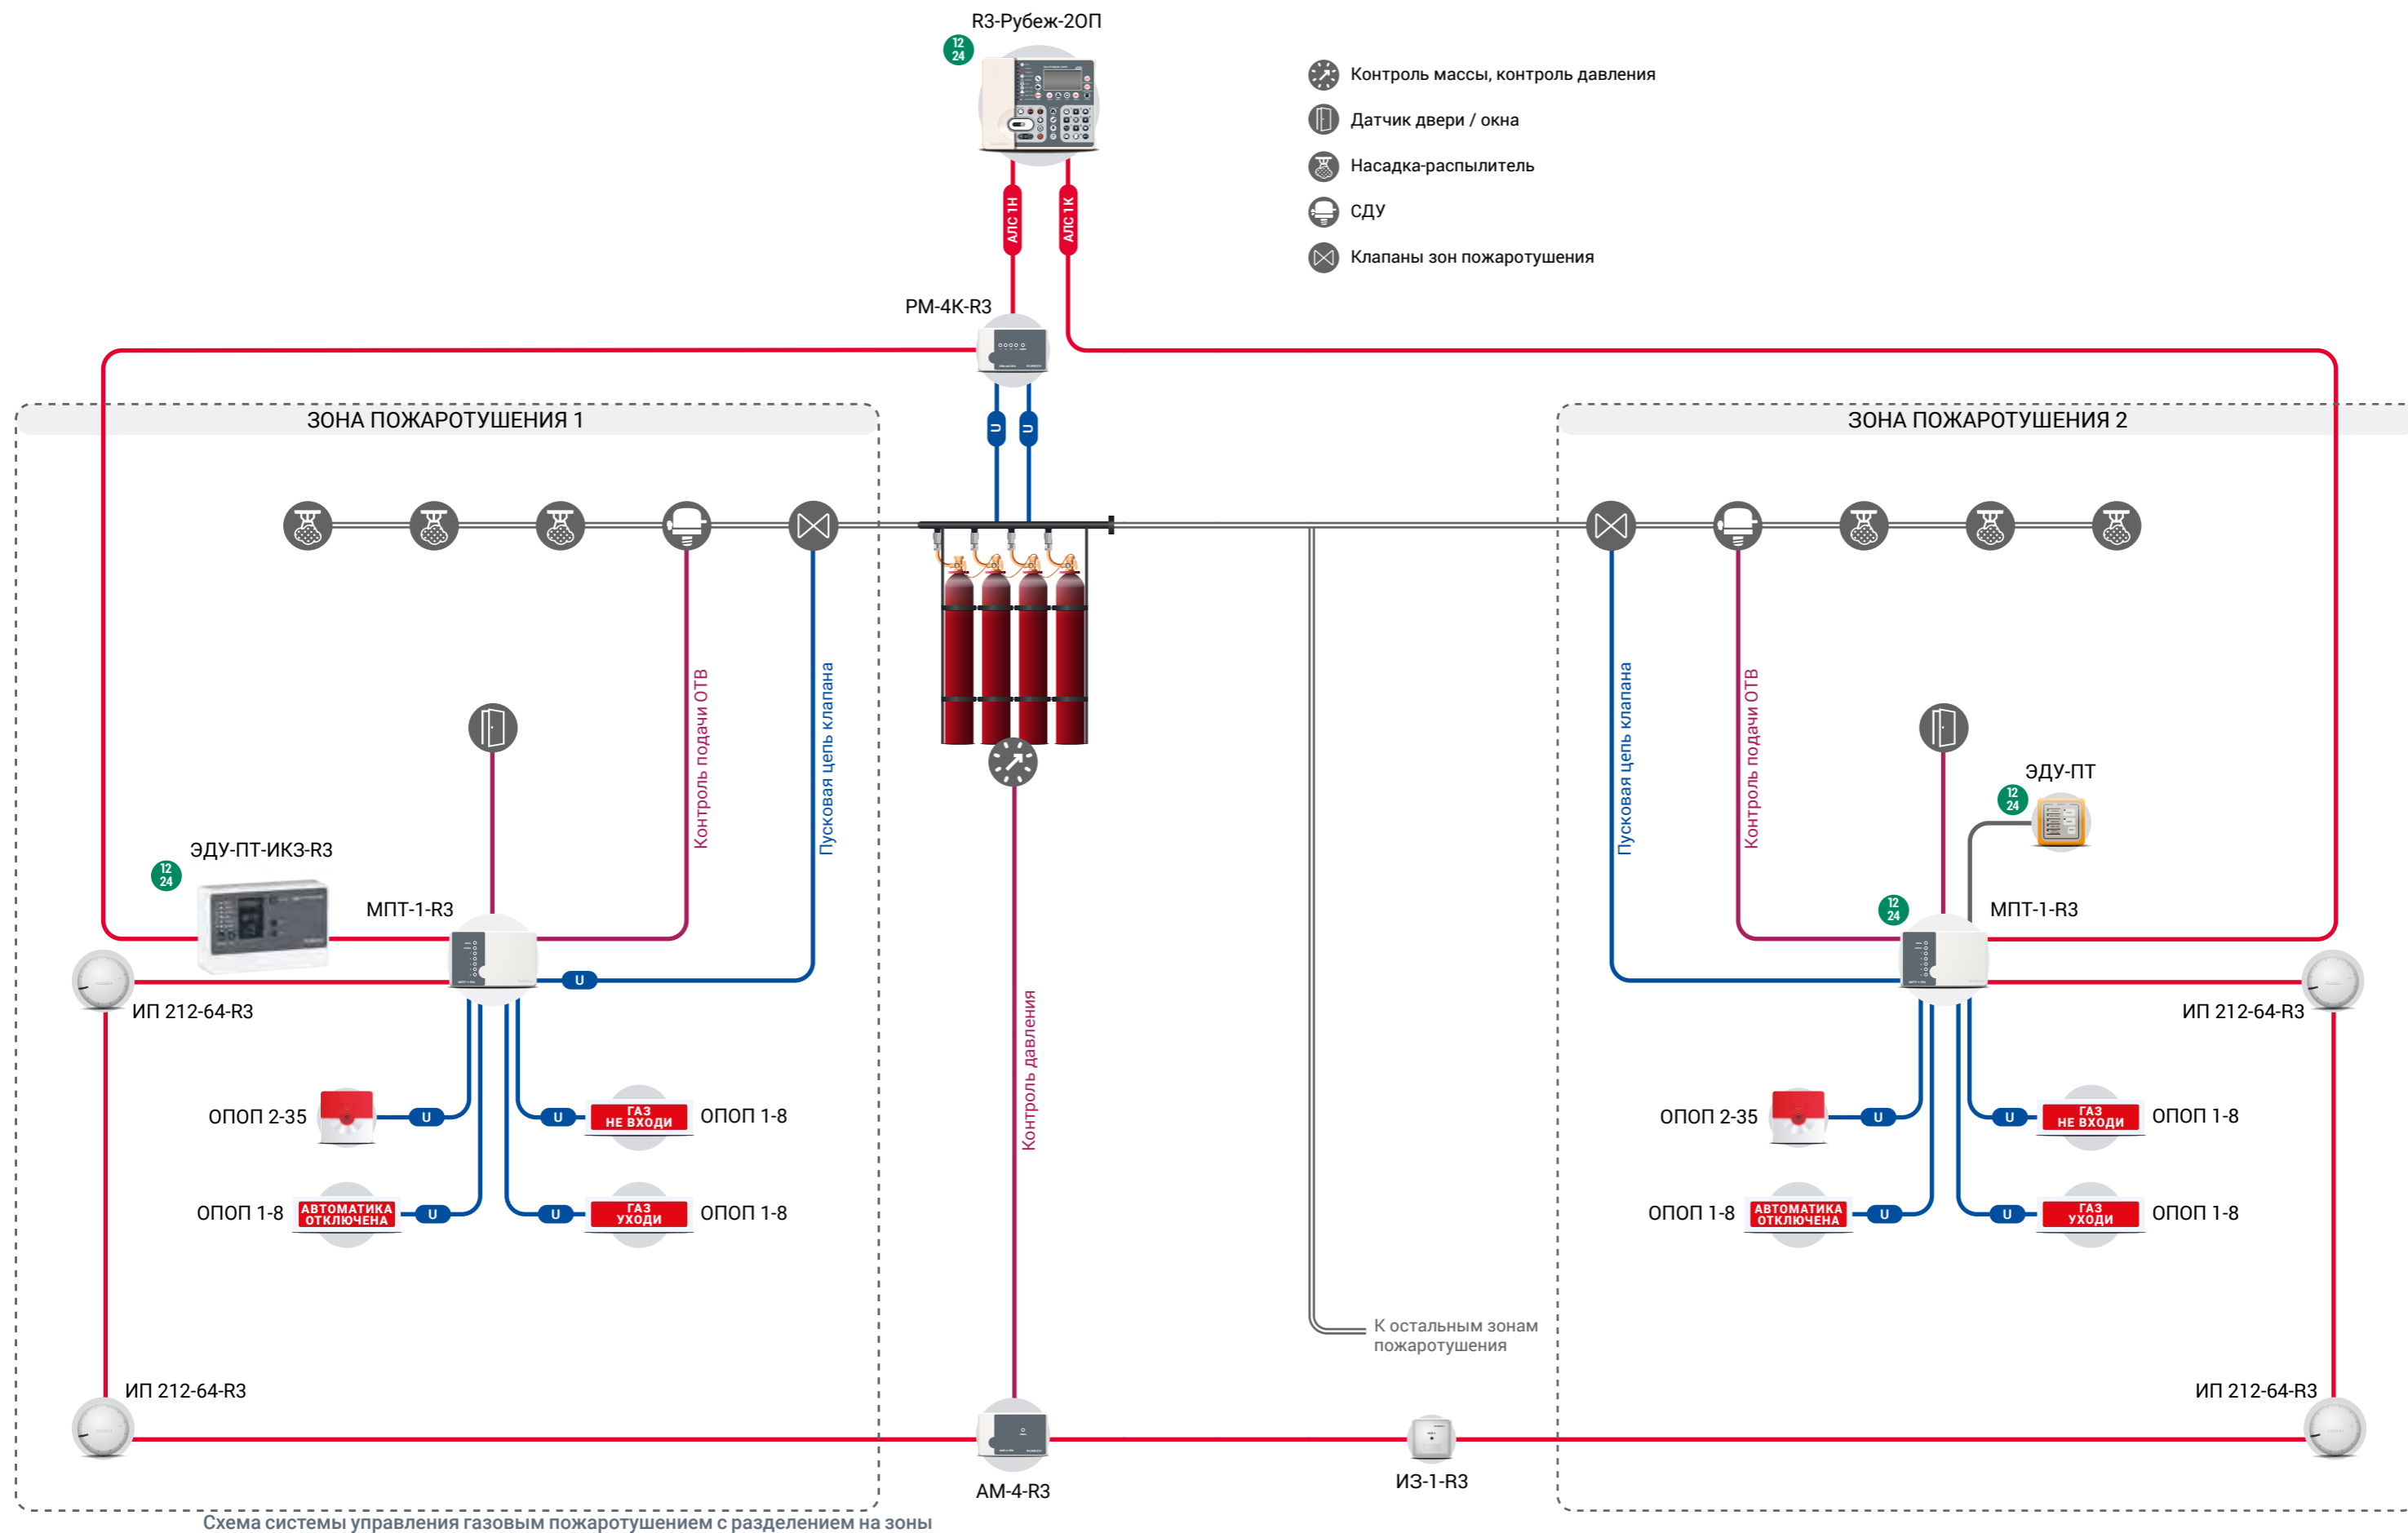 R3-Рубеж-2ОП
12
24
Контроль массы, контроль давления
Датчик двери / окна
Насадка-распылитель
СДУ
Клапаны зон пожаротушения
АЛС 1Н
АЛС 1К
РМ-4К-R3
U
U
ЗОНА ПОЖАРОТУШЕНИЯ 1
ЗОНА ПОЖАРОТУШЕНИЯ 2
Контроль подачи ОТВ
Пусковая цепь клапана
Пусковая цепь клапана
Контроль подачи ОТВ
ЭДУ-ПТ
12
24
ЭДУ-ПТ-ИКЗ-R3
12
24
МПТ-1-R3
12
24
МПТ-1-R3
U
ИП 212-64-R3
ИП 212-64-R3
Контроль давления
ОПОП 2-35
U
U
ГАЗ
НЕ ВХОДИ
ОПОП 1-8
ОПОП 2-35
U
U
ГАЗ
НЕ ВХОДИ
ОПОП 1-8
ОПОП 1-8
АВТОМАТИКА
ОТКЛЮЧЕНА
U
U
ГАЗ
УХОДИ
ОПОП 1-8
ОПОП 1-8
АВТОМАТИКА
ОТКЛЮЧЕНА
U
U
ГАЗ
УХОДИ
ОПОП 1-8
К остальным зонам
пожаротушения
ИП 212-64-R3
ИП 212-64-R3
АМ-4-R3
ИЗ-1-R3
Схема системы управления газовым пожаротушением с разделением на зоны